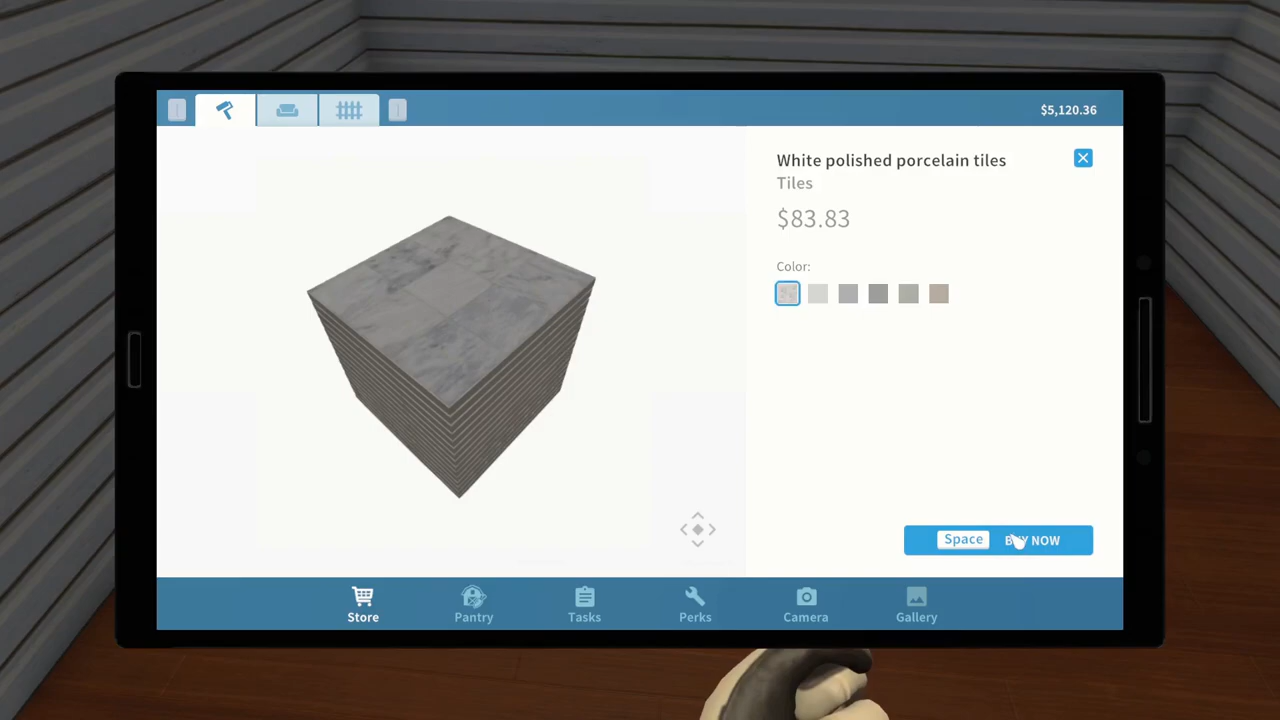 $5,120.36
White polished porcelain tiles
Tiles
$83.83
Color:
Space
BUY NOW
Store
Pantry
Tasks
Perks
Camera
Gallery